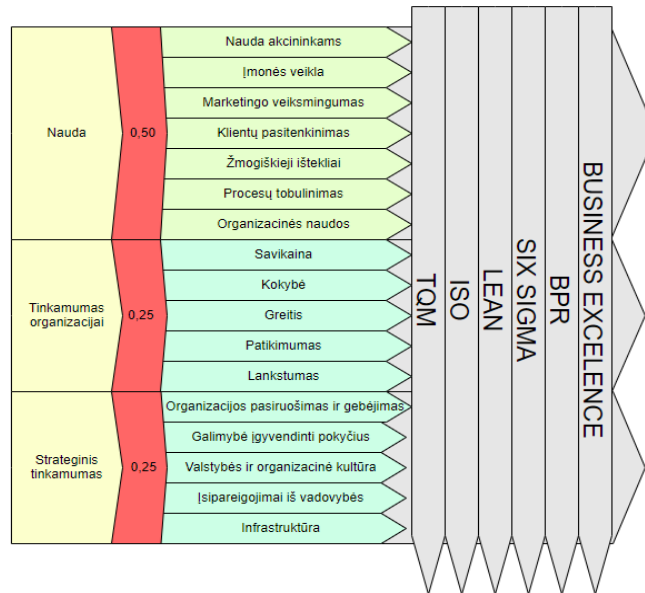 Nauda
0,50
Nauda akcininkams
Įmonės veikla
Marketingo veiksmingumas
Klientų pasitenkinimas
Žmogiškieji ištekliai
Procesų tobulinimas
Organizacinės naudos
Tinkamumas
organizacijai
0,25
Savikaina
Kokybė
Greitis
Patikimumas
Lankstumas
Strateginis
tinkamumas
0,25
Organizacijos pasiruošimas ir gebėjimas
Galimybė įgyvendinti pokyčius
Valstybės ir organizacinė kultūra
Įsipareigojimai iš vadovybės
Infrastruktūra
TQM
ISO
LEAN
SIX SIGMA
BPR
BUSINESS EXCELENCE